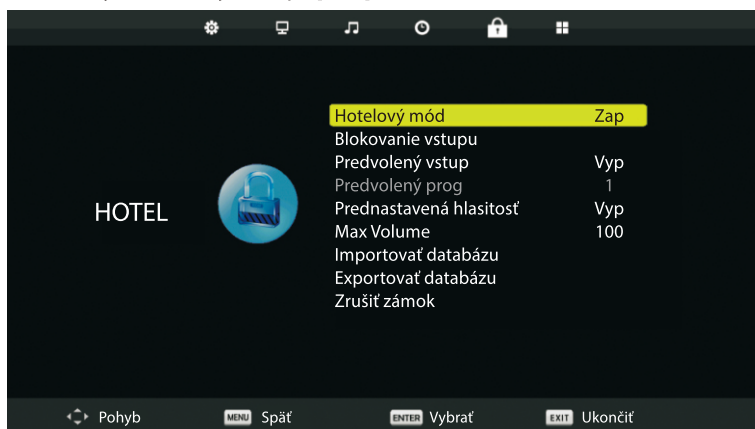 HOTEL
Hotelový mód Zap
Blokovanie vstupu
Predvolený vstup Vyp
Predvolený prog 1
Prednastavená hlasitosť Vyp
Max Volume 100
Importovať databázu
Exportovať databázu
Zrušiť zámok
Pohyb MENU Späť ENTER Vybrať EXIT Ukončiť